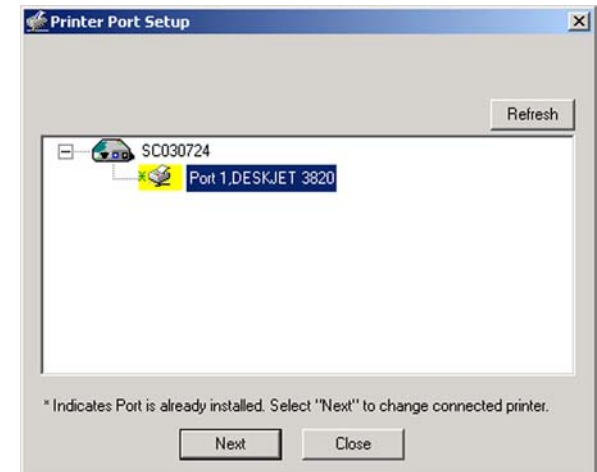 Printer Port Setup
Refresh
SC030724
* Port 1,DESKJET 3820
* Indicates Port is already installed. Select "Next" to change connected printer.
Next Close